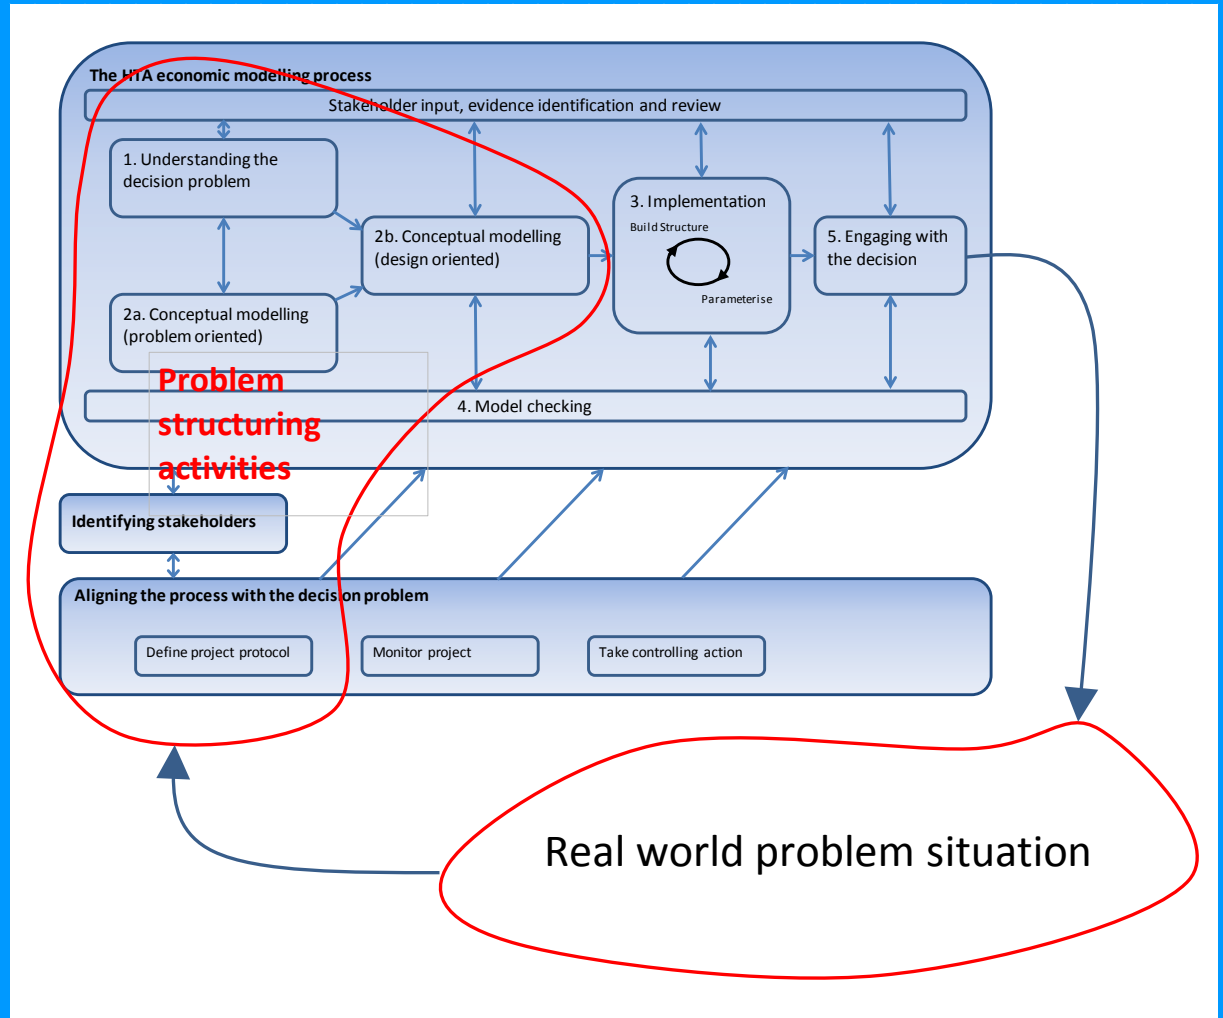 The HTA economic modelling process
Stakeholder input, evidence identification and review
1. Understanding the
decision problem
2a. Conceptual modelling
(problem oriented)
2b. Conceptual modelling
(design oriented)
3. Implementation
Build Structure
Parameterise
5. Engaging with
the decision
Problem
structuring
activities
4. Model checking
Identifying stakeholders
Aligning the process with the decision problem
Define project protocol
Monitor project
Take controlling action
Real world problem situation